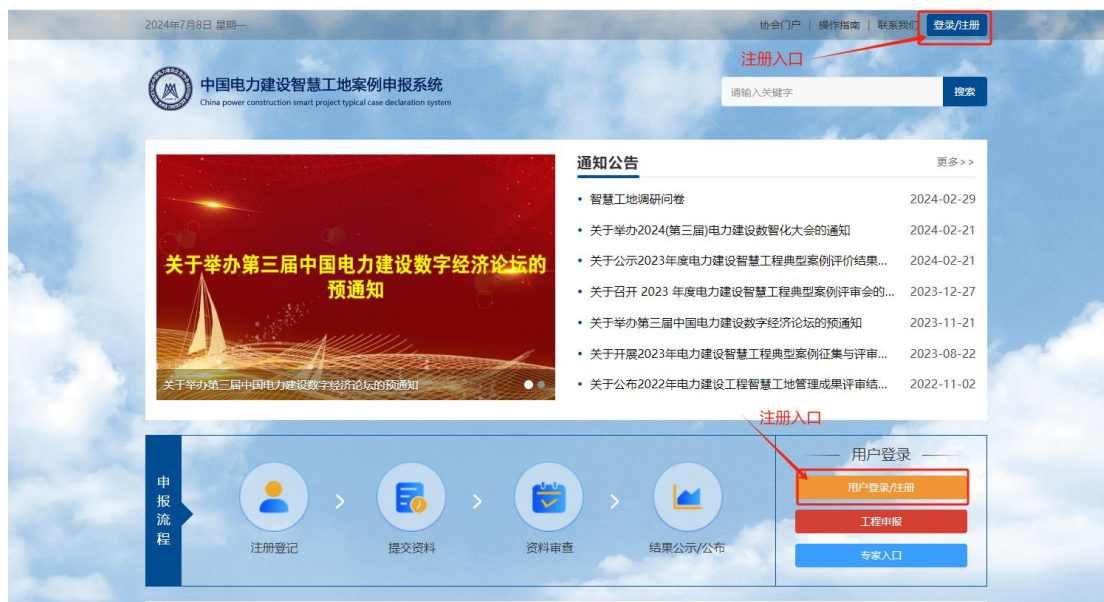 2024年7月8日 星期一
协会门户 | 操作指南 | 联系我们 登录/注册
注册入口
中国电力建设智慧工地案例申报系统
China power construction smart project typical case declaration system
请输入关键字 搜索
通知公告 更多>>
• 智慧工地调研问卷 2024-02-29
• 关于举办2024(第三届)电力建设数智化大会的通知 2024-02-21
• 关于公示2023年度电力建设智慧工程典型案例评价结果... 2024-02-21
• 关于召开 2023 年度电力建设智慧工程典型案例评审会的... 2023-12-27
• 关于举办第三届中国电力建设数字经济论坛的预通知 2023-11-21
• 关于开展2023年电力建设智慧工程典型案例征集与评审... 2023-08-22
• 关于公布2022年电力建设工程智慧工地管理成果评审结... 2022-11-02
关于举办第三届中国电力建设数字经济论坛的
预通知
关于举办第三届中国电力建设数字经济论坛的预通知
注册入口
申报流程
注册登记
提交资料
资料审查
结果公示/公布
用户登录
用户登录/注册
工程申报
专家入口